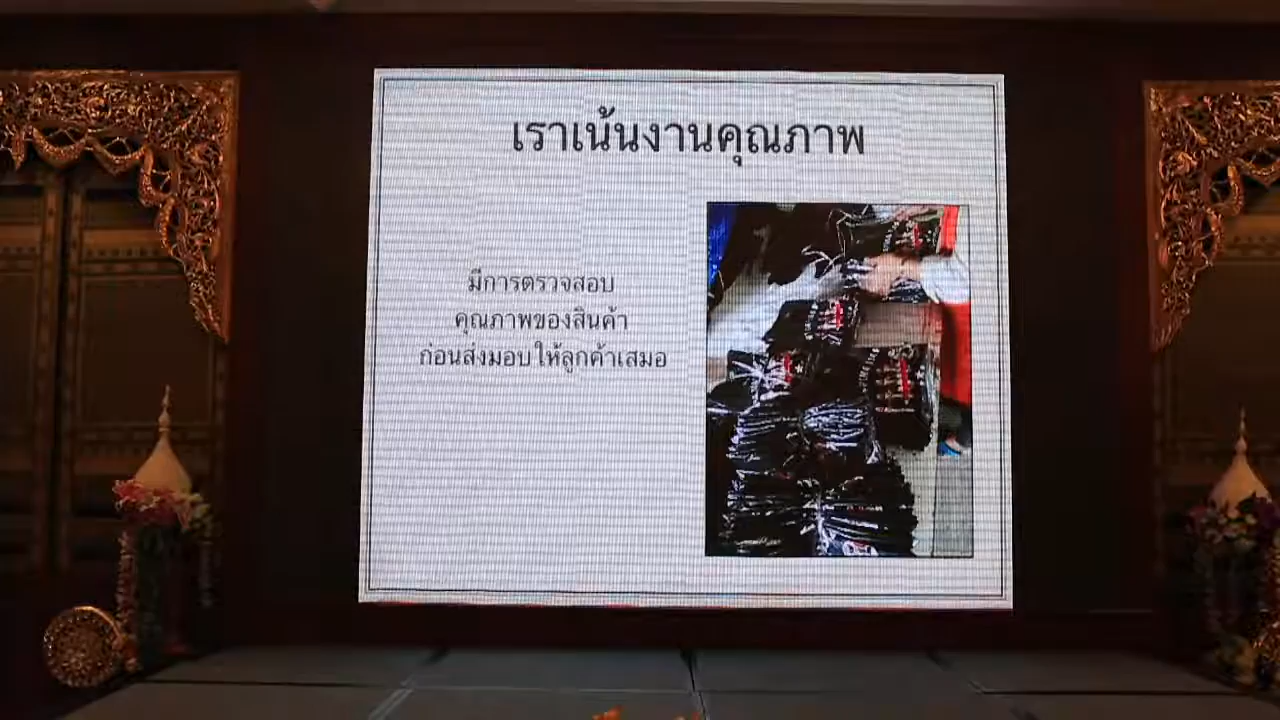 เราเน้นงานคุณภาพ
มีการตรวจสอบ
คุณภาพของสินค้า
ก่อนส่งมอบให้ลูกค้าเสมอ